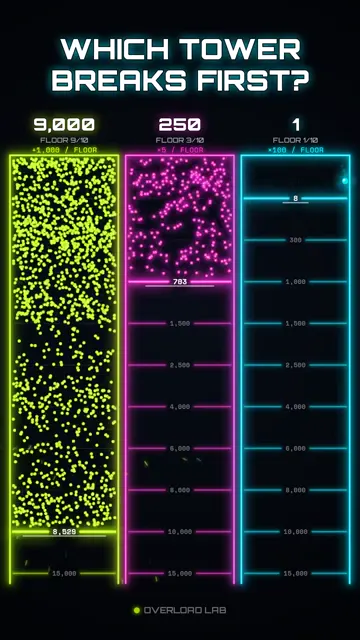 WHICH TOWER
BREAKS FIRST?
9,000
FLOOR 9/10
+1,000 / FLOOR
250
FLOOR 3/10
×5 / FLOOR
1
FLOOR 1/10
×100 / FLOOR
8,529
15,000
783
1,500
2,500
4,000
6,000
8,000
10,000
15,000
8
300
1,000
1,500
2,500
4,000
6,000
8,000
10,000
15,000
OVERLOAD LAB